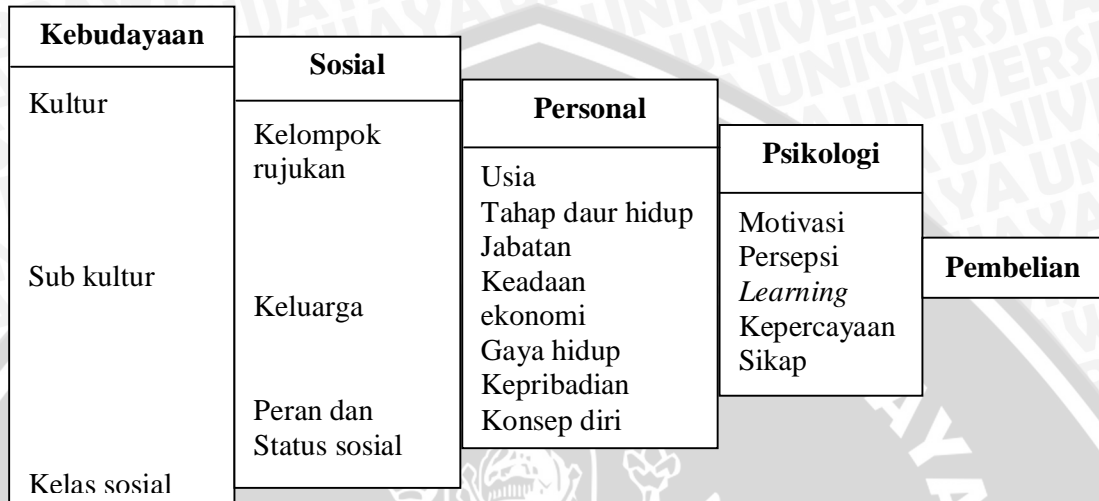 Kebudayaan
Kultur
Sub kultur
Kelas sosial
Sosial
Kelompok
rujukan
Keluarga
Peran dan
Status sosial
Personal
Usia
Tahap daur hidup
Jabatan
Keadaan
ekonomi
Gaya hidup
Kepribadian
Konsep diri
Psikologi
Motivasi
Persepsi
Learning
Kepercayaan
Sikap
Pembelian